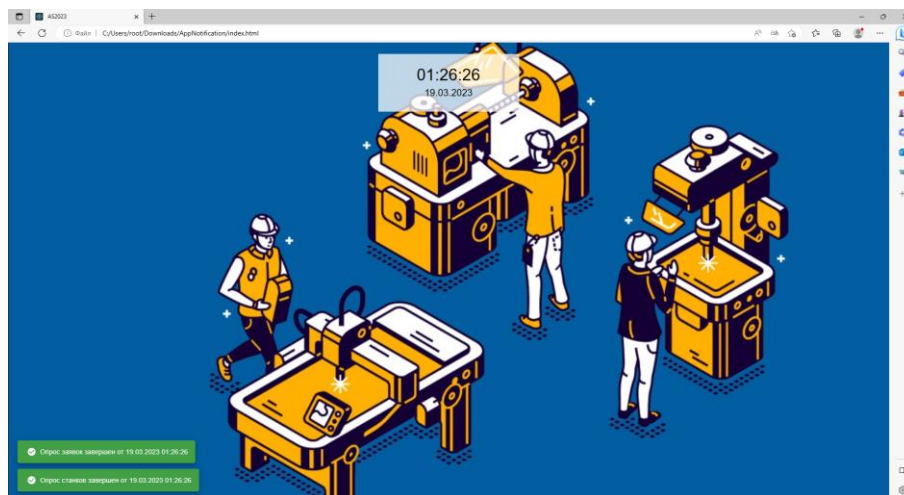 AS2023
Файл
C:/Users/root/Downloads/AppNotification/index.html
01:26:26
19.03.2023
Опрос заявок завершен от 19.03.2023 01:26:26
Опрос станков завершен от 19.03.2023 01:26:26